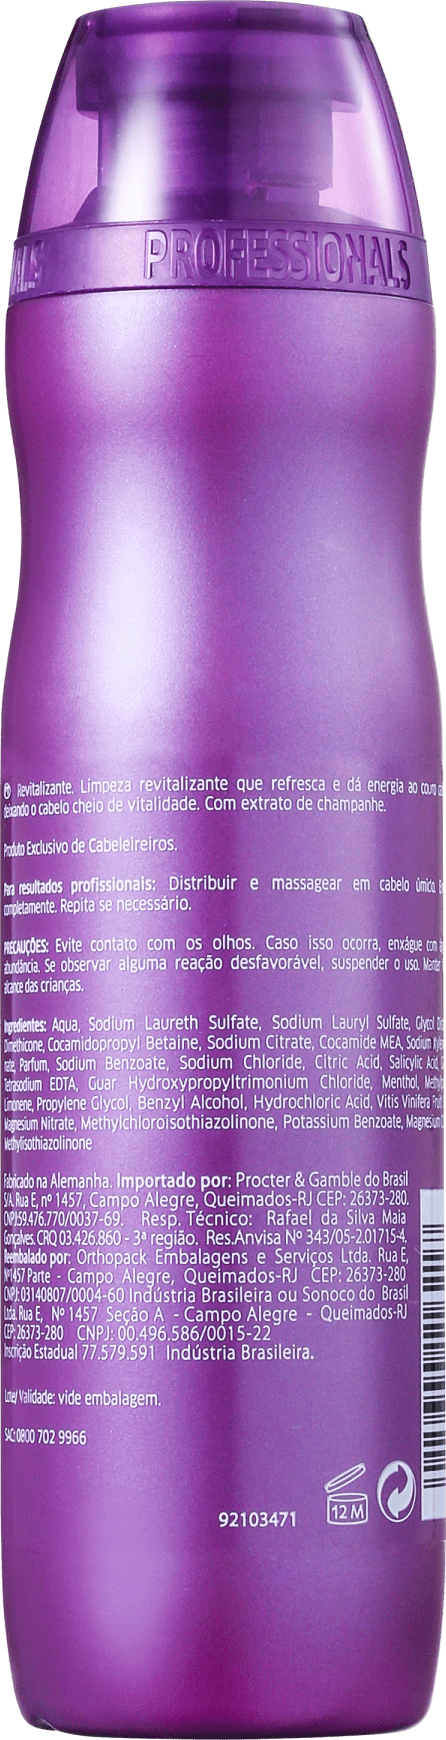 ALS PROFESSIONALS
Revitalizante. Limpeza revitalizante que refresca e dá energia ao couro
deixando o cabelo cheio de vitalidade. Com extrato de champanhe.
Produto Exclusivo de Cabeleireiros.
Para resultados profissionais: Distribuir e massagear em cabelo úmido.
completamente. Repita se necessário.
PRECAUÇÕES: Evite contato com os olhos. Caso isso ocorra, enxágue com
abundância. Se observar alguma reação desfavorável, suspender o uso. Manter
alcance das crianças.
Ingredientes: Aqua, Sodium Laureth Sulfate, Sodium Lauryl Sulfate, Glycol
Dimethicone, Cocamidopropyl Betaine, Sodium Citrate, Cocamide MEA, Sodium
rate, Parfum, Sodium Benzoate, Sodium Chloride, Citric Acid, Salicylic Acid,
Tetrasodium EDTA, Guar Hydroxypropyltrimonium Chloride, Menthol,
Limonene, Propylene Glycol, Benzyl Alcohol, Hydrochloric Acid, Vitis Vinifera
Magnesium Nitrate, Methylchloroisothiazolinone, Potassium Benzoate, Magnesium
Methylisothiazolinone
Fabricado na Alemanha. Importado por: Procter & Gamble do Brasil
S/A. Rua E, nº 1457, Campo Alegre, Queimados-RJ CEP: 26373-280.
CNPJ:59.476.770/0037-69. Resp. Técnico: Rafael da Silva Maia
Gonçalves. CRQ 03.426.860 - 3ª região. Res.Anvisa Nº 343/05-2.01715-4.
Reembalado por: Orthopack Embalagens e Serviços Ltda. Rua E,
Nº1457 Parte - Campo Alegre, Queimados-RJ CEP: 26373-280
CNPJ: 03140807/0004-60 Indústria Brasileira ou Sonoco do Brasil
Ltda. Rua E, Nº 1457 Seção A - Campo Alegre - Queimados-RJ
CEP: 26373-280 CNPJ: 00.496.586/0015-22
Inscrição Estadual 77.579.591 Indústria Brasileira.
Lote/ Validade: vide embalagem.
SAC: 0800 702 9966
92103471
12 M